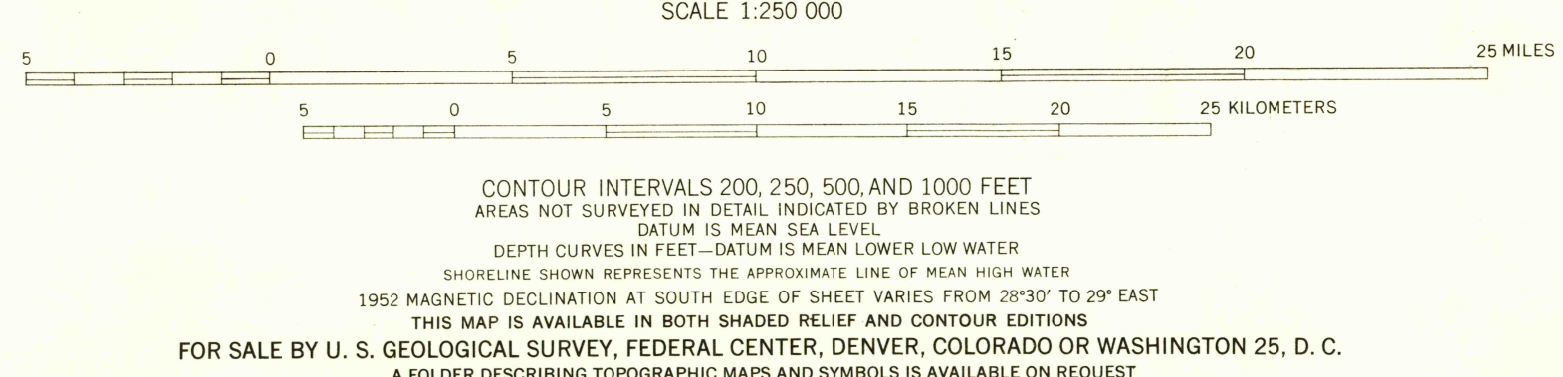 SCALE 1:250 000
5 0 5 10 15 20 25 MILES
5 0 5 10 15 20 25 KILOMETERS
CONTOUR INTERVALS 200, 250, 500, AND 1000 FEET
AREAS NOT SURVEYED IN DETAIL INDICATED BY BROKEN LINES
DATUM IS MEAN SEA LEVEL
DEPTH CURVES IN FEET—DATUM IS MEAN LOWER LOW WATER
SHORELINE SHOWN REPRESENTS THE APPROXIMATE LINE OF MEAN HIGH WATER
1952 MAGNETIC DECLINATION AT SOUTH EDGE OF SHEET VARIES FROM 28°30′ TO 29° EAST
THIS MAP IS AVAILABLE IN BOTH SHADED RELIEF AND CONTOUR EDITIONS
FOR SALE BY U. S. GEOLOGICAL SURVEY, FEDERAL CENTER, DENVER, COLORADO OR WASHINGTON 25, D. C.
A FOLDER DESCRIBING TOPOGRAPHIC MAPS AND SYMBOLS IS AVAILABLE ON REQUEST